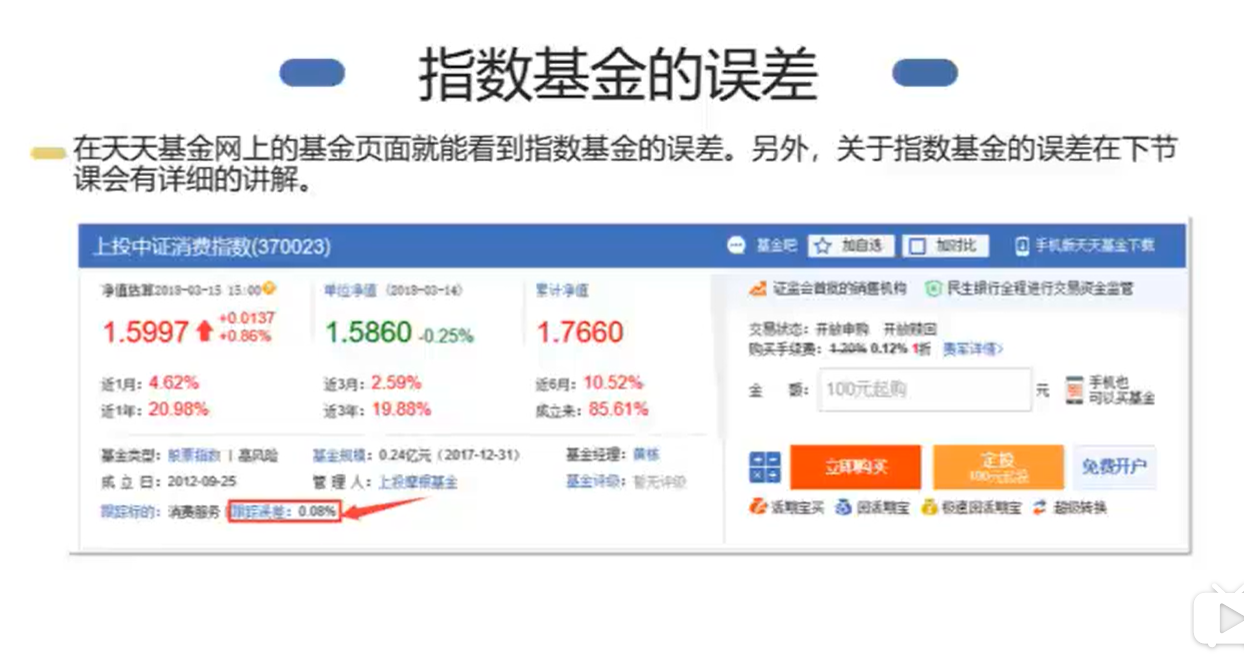 指数基金的误差
在天天基金网上的基金页面就能看到指数基金的误差。另外，关于指数基金的误差在下节
课会有详细的讲解。
上投中证消费指数(370023)
基金吧 加自选 加对比 手机版天天基金下载
净值估算2018-03-15 15:00
单位净值 (2018-03-14)
累计净值
1.5997 +0.0137 +0.86%
1.5860 -0.25%
1.7660
近1月: 4.62% 近3月: 2.59% 近6月: 10.52%
近1年: 20.98% 近3年: 19.88% 成立来: 85.61%
基金类型: 股票指数 | 高风险 基金规模: 0.24亿元 (2017-12-31) 基金经理: 黄栋
成 立 日: 2012-09-25 管 理 人: 上投摩根基金 基金评级: 暂无评级
跟踪标的: 消费服务 | 跟踪误差: 0.08%
证监会首批的销售机构 民生银行全程进行交易资金监管
交易状态: 开放申购 开放赎回
购买手续费: 1.20% 0.12% 1折 费率详情>
金 额: 100元起购 元
手机也
可以买基金
立即购买
定投
100元起投
免费开户
活期宝买 回活期宝 极速回活期宝 超级转换